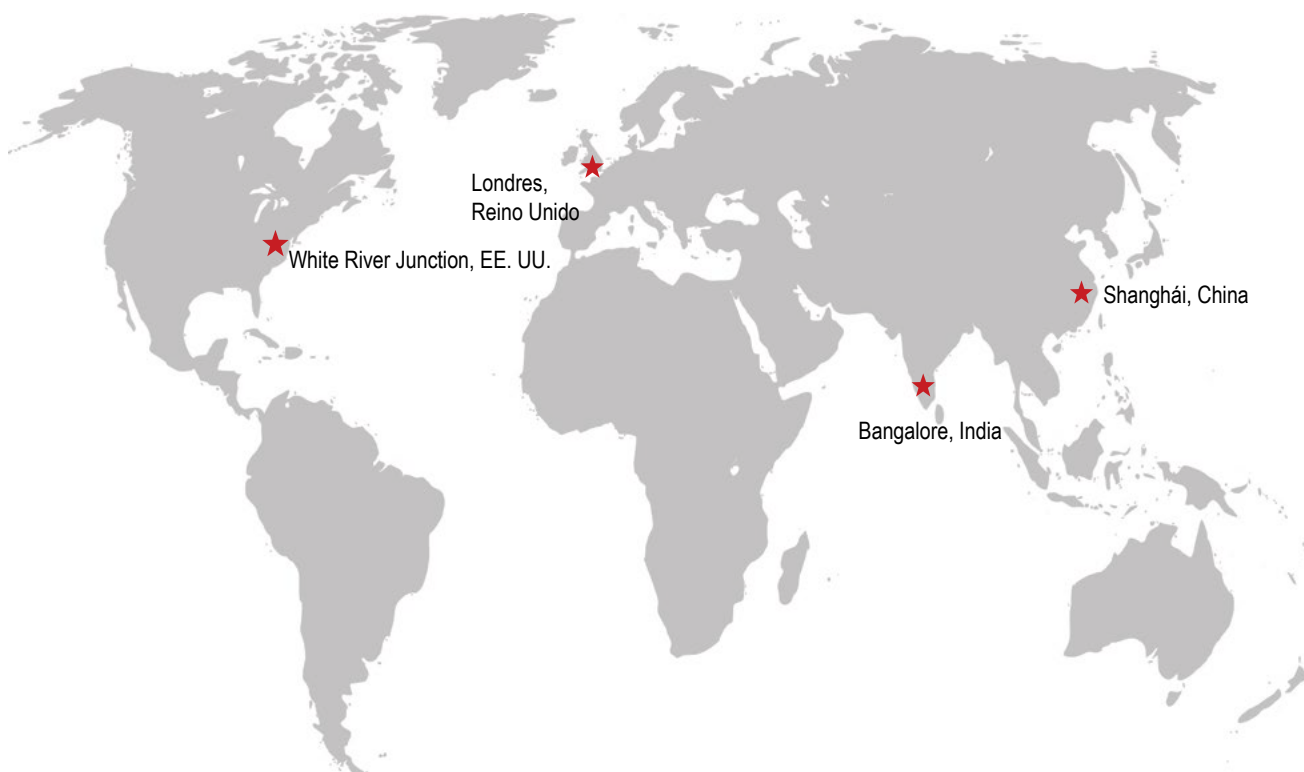 Londres,
Reino Unido
White River Junction, EE. UU.
Shanghái, China
Bangalore, India